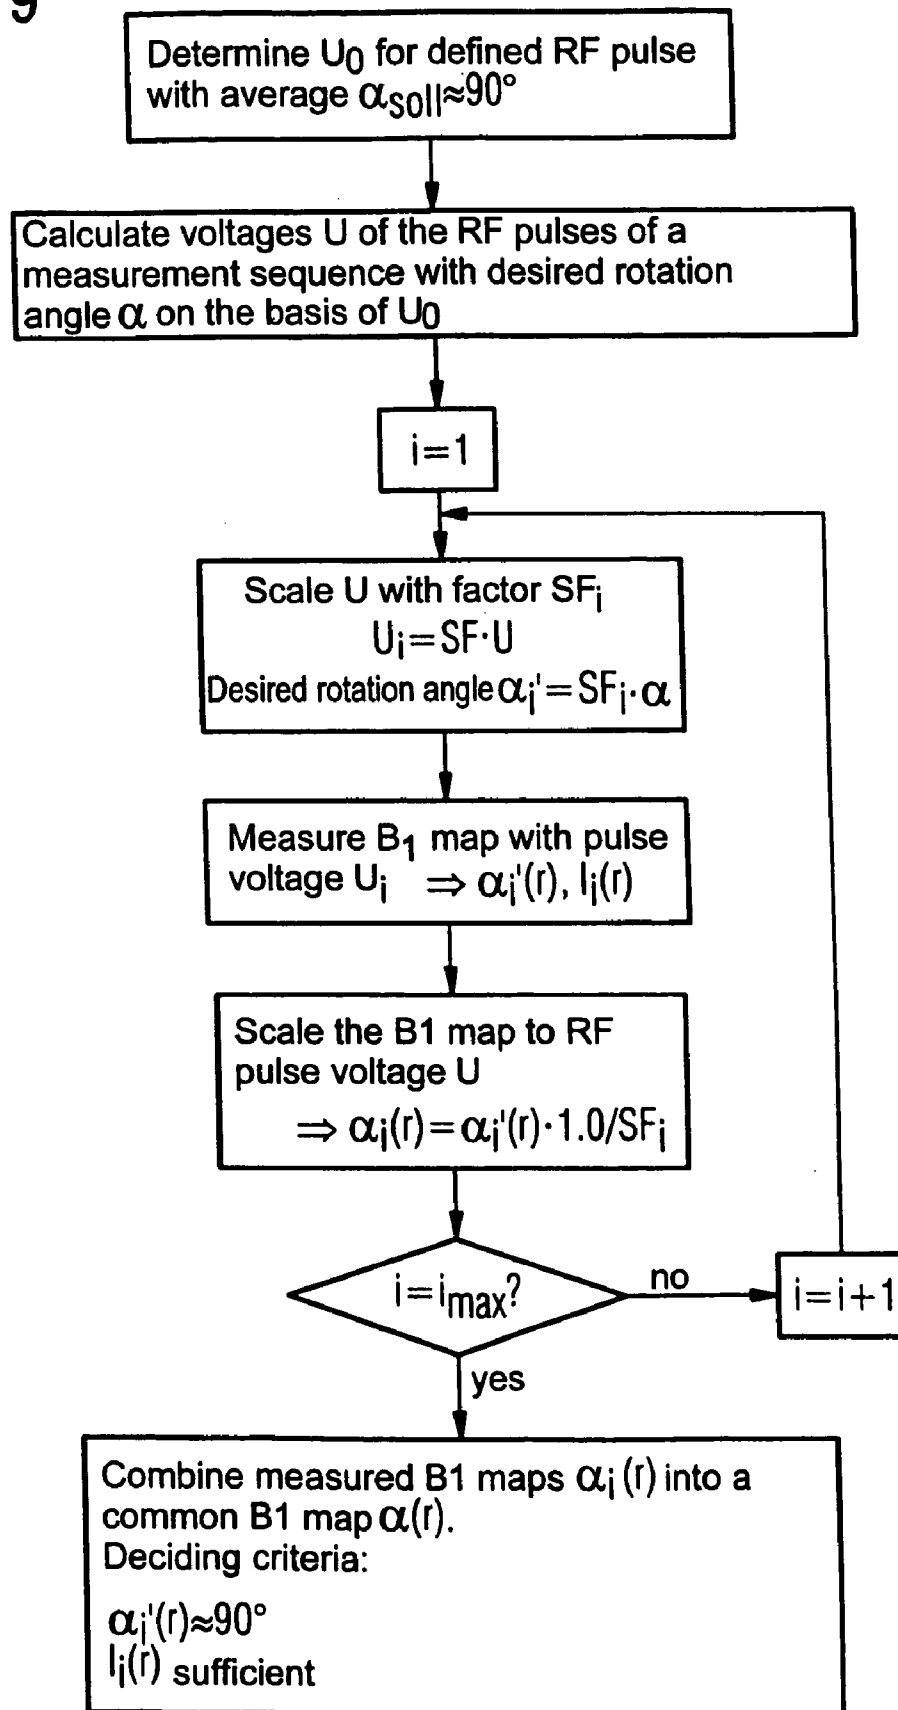 9
Determine U0 for defined RF pulse
with average αsoll≈90°
Calculate voltages U of the RF pulses of a
measurement sequence with desired rotation
angle α on the basis of U0
i=1
Scale U with factor SFi
Ui=SF·U
Desired rotation angle αi'=SFi·α
Measure B1 map with pulse
voltage Ui ⇒ αi'(r), Ii(r)
Scale the B1 map to RF
pulse voltage U
⇒ αi(r)=αi'(r)·1.0/SFi
i=imax?
no
i=i+1
yes
Combine measured B1 maps αi(r) into a
common B1 map α(r).
Deciding criteria:
αi'(r)≈90°
Ii(r) sufficient